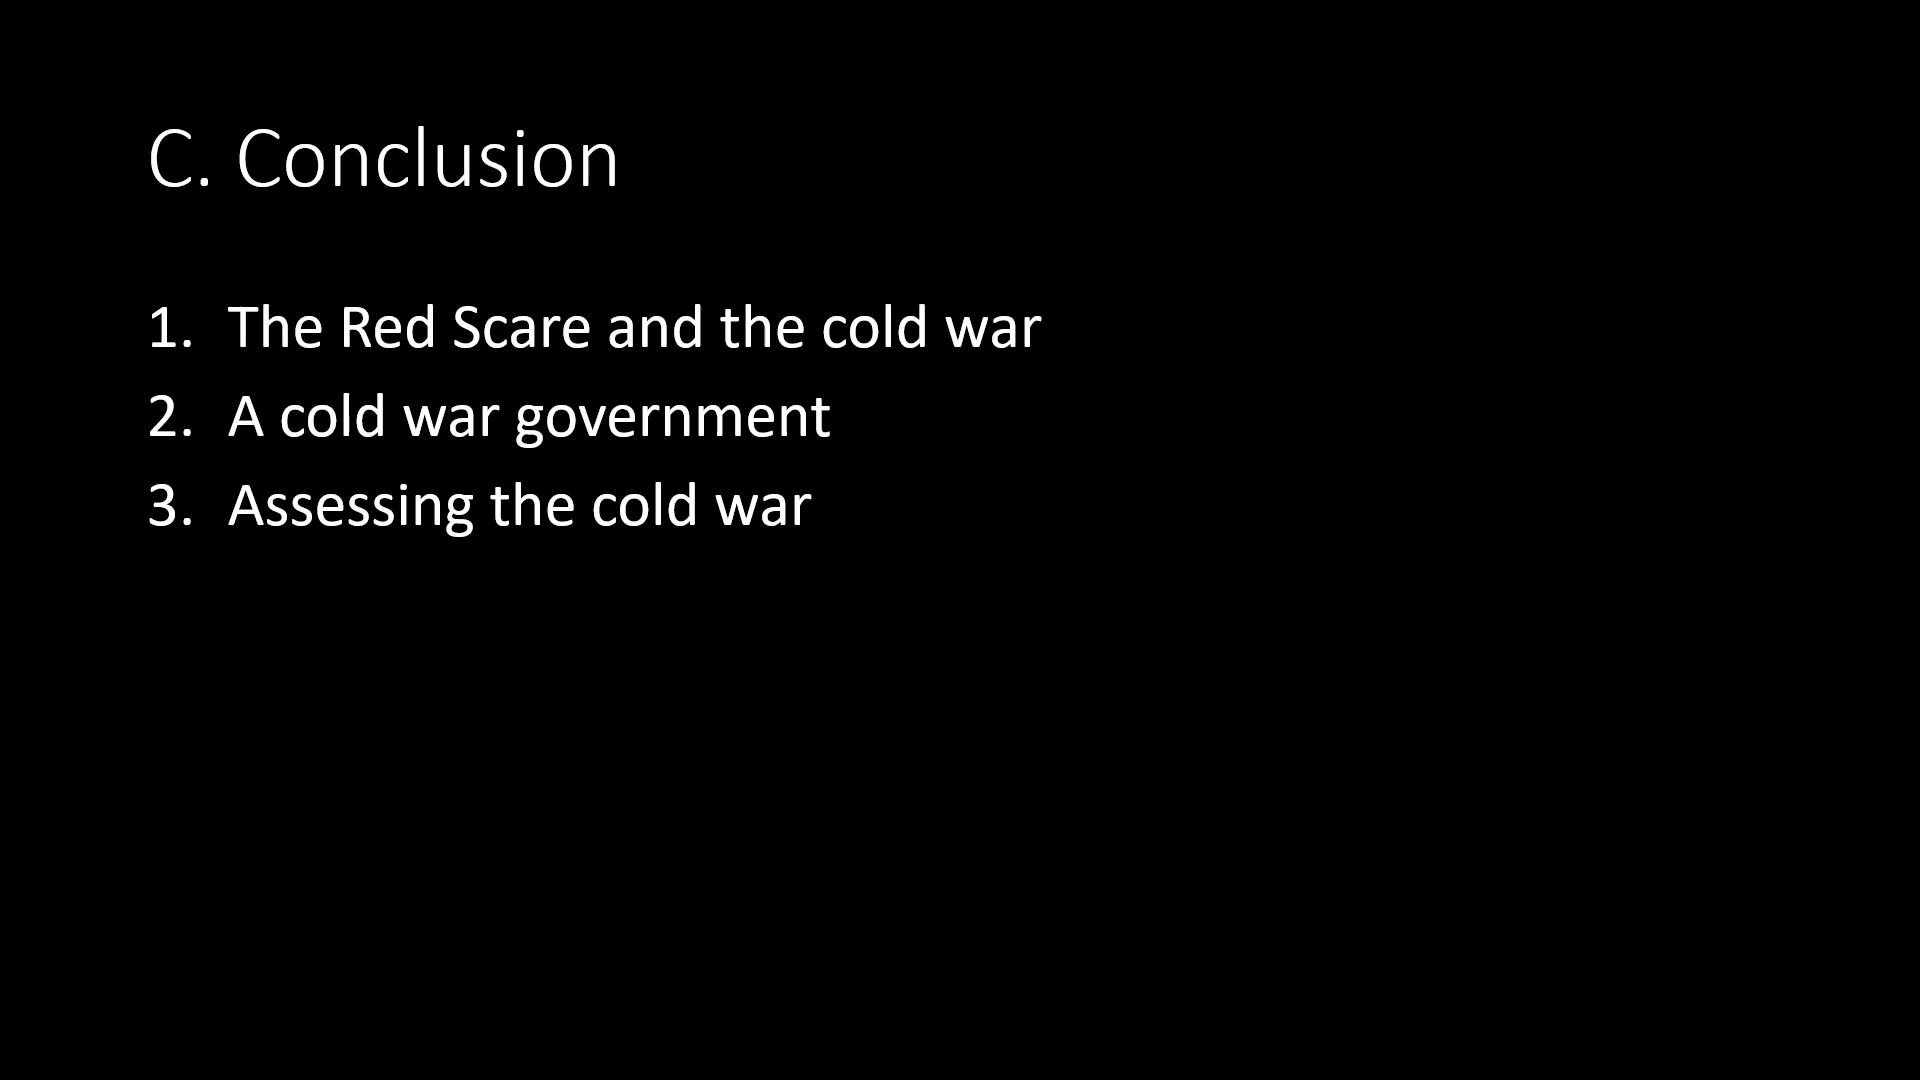 C. Conclusion
1. The Red Scare and the cold war
2. A cold war government
3. Assessing the cold war